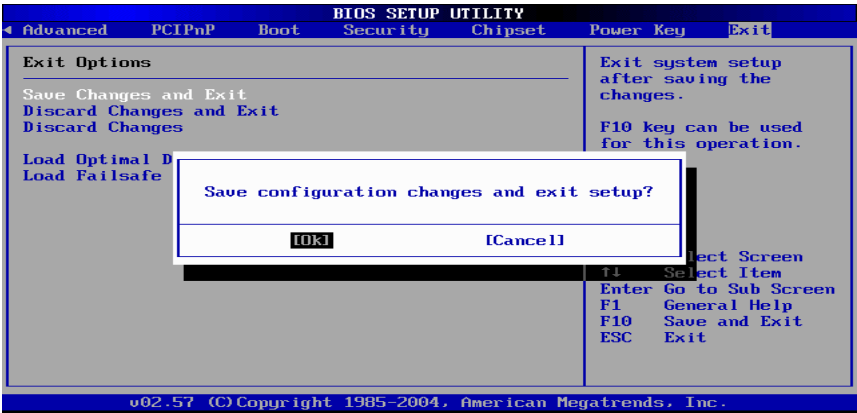 BIOS SETUP UTILITY
Advanced PCIPnP Boot Security Chipset Power Key Exit
Exit Options
Save Changes and Exit
Discard Changes and Exit
Discard Changes
Load Optimal D
Load Failsafe
Save configuration changes and exit setup?
[Ok] [Cancel]
Exit system setup
after saving the
changes.
F10 key can be used
for this operation.
lect Screen
↑↓ Select Item
Enter Go to Sub Screen
F1 General Help
F10 Save and Exit
ESC Exit
v02.57 (C)Copyright 1985-2004, American Megatrends, Inc.